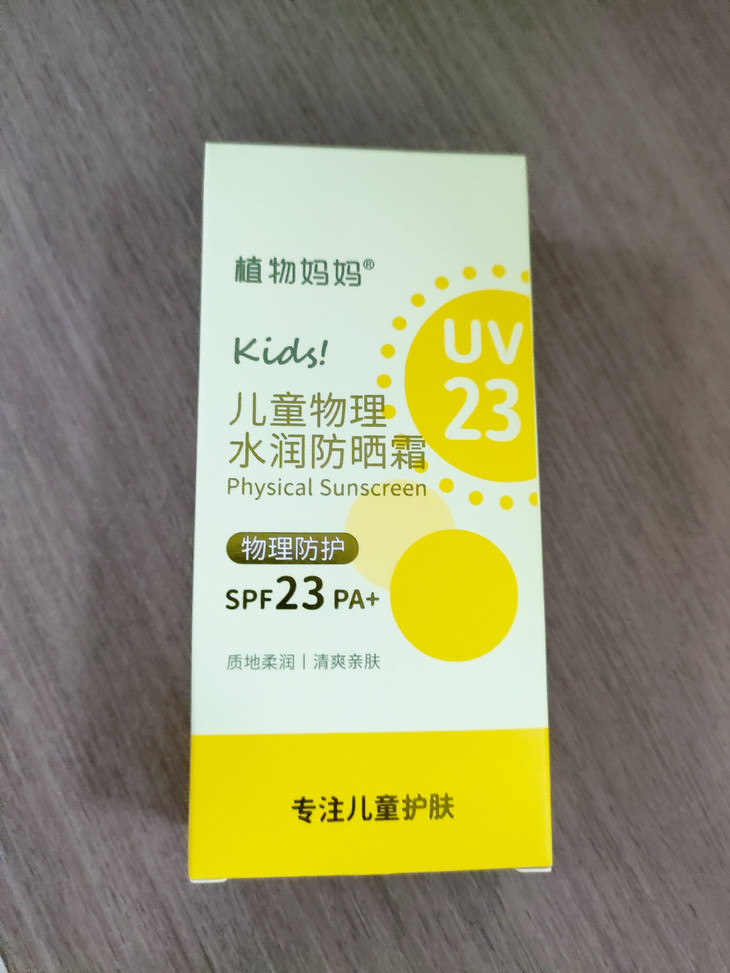 植物妈妈®
Kids!
UV
23
儿童物理
水润防晒霜
Physical Sunscreen
物理防护
SPF23 PA+
质地柔润丨清爽亲肤
专注儿童护肤